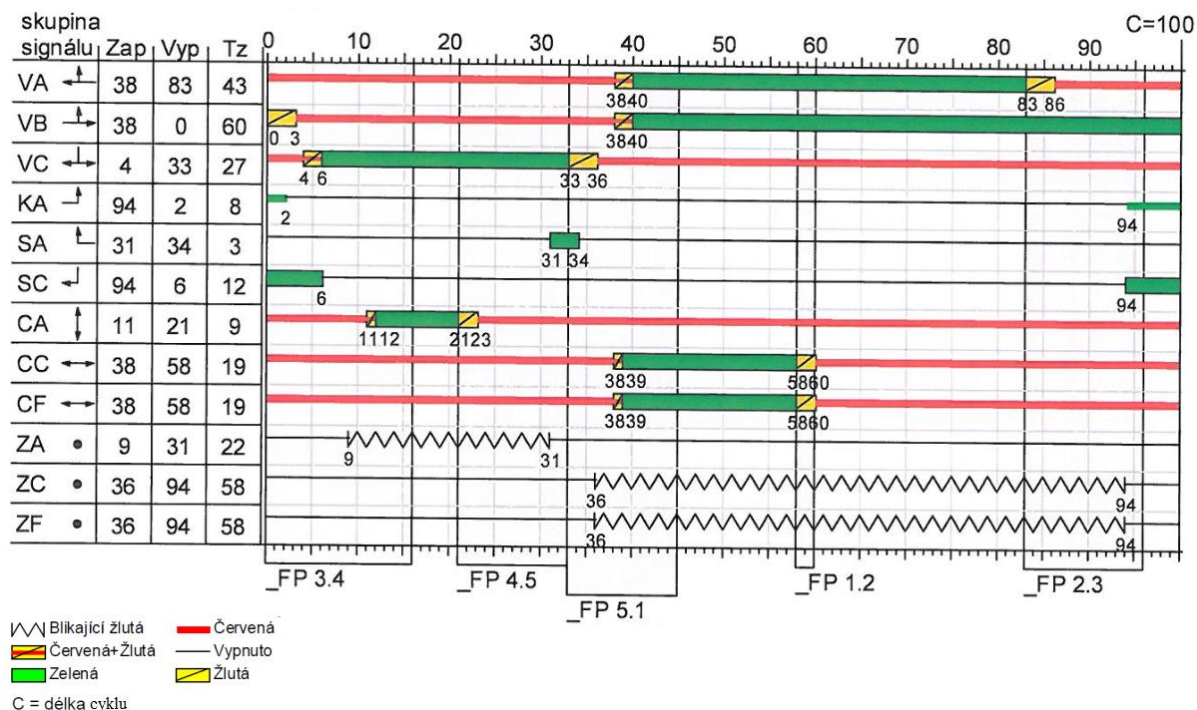 skupina
signálu Zap Vyp Tz 0 10 20 30 40 50 60 70 80 90 C=100
VA 38 83 43
3840 83 86
VB 38 0 60
0 3 3840
VC 4 33 27
4 6 33 36
KA 94 2 8
2 94
SA 31 34 3
31 34
SC 94 6 12
6 94
CA 11 21 9
1112 2123
CC 38 58 19
3839 5860
CF 38 58 19
3839 5860
ZA 9 31 22
9 31
ZC 36 94 58
36 94
ZF 36 94 58
36 94
_FP 3.4 _FP 4.5 _FP 1.2 _FP 2.3
_FP 5.1
Blikající žlutá Červená
Červená+Žlutá Vypnuto
Zelená Žlutá
C = délka cyklu